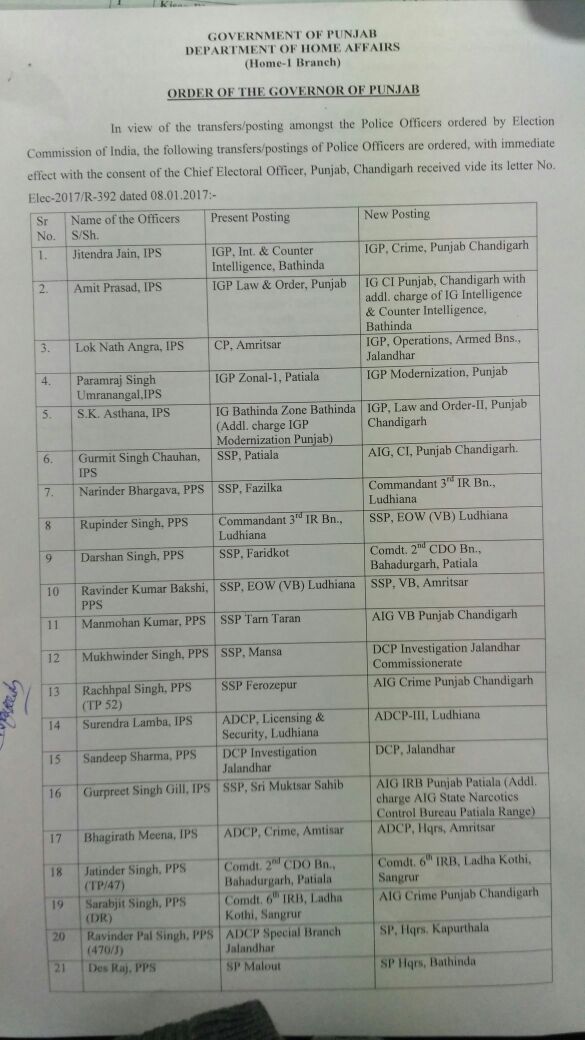 GOVERNMENT OF PUNJAB
DEPARTMENT OF HOME AFFAIRS
(Home-1 Branch)
ORDER OF THE GOVERNOR OF PUNJAB
In view of the transfers/posting amongst the Police Officers ordered by Election
Commission of India, the following transfers/postings of Police Officers are ordered, with immediate
effect with the consent of the Chief Electoral Officer, Punjab, Chandigarh received vide its letter No.
Elec-2017/R-392 dated 08.01.2017:-
Sr No. Name of the Officers S/Sh. Present Posting New Posting
1. Jitendra Jain, IPS IGP, Int. & Counter Intelligence, Bathinda IGP, Crime, Punjab Chandigarh
2. Amit Prasad, IPS IGP Law & Order, Punjab IG CI Punjab, Chandigarh with addl. charge of IG Intelligence & Counter Intelligence, Bathinda
3. Lok Nath Angra, IPS CP, Amritsar IGP, Operations, Armed Bns., Jalandhar
4. Paramraj Singh Umranangal,IPS IGP Zonal-1, Patiala IGP Modernization, Punjab
5. S.K. Asthana, IPS IG Bathinda Zone Bathinda (Addl. charge IGP Modernization Punjab) IGP, Law and Order-II, Punjab Chandigarh
6. Gurmit Singh Chauhan, IPS SSP, Patiala AIG, CI, Punjab Chandigarh.
7. Narinder Bhargava, PPS SSP, Fazilka Commandant 3rd IR Bn., Ludhiana
8 Rupinder Singh, PPS Commandant 3rd IR Bn., Ludhiana SSP, EOW (VB) Ludhiana
9 Darshan Singh, PPS SSP, Faridkot Comdt. 2nd CDO Bn., Bahadurgarh, Patiala
10 Ravinder Kumar Bakshi, PPS SSP, EOW (VB) Ludhiana SSP, VB, Amritsar
11 Manmohan Kumar, PPS SSP Tarn Taran AIG VB Punjab Chandigarh
12 Mukhwinder Singh, PPS SSP, Mansa DCP Investigation Jalandhar Commissionerate
13 Rachhpal Singh, PPS (TP 52) SSP Ferozepur AIG Crime Punjab Chandigarh
14 Surendra Lamba, IPS ADCP, Licensing & Security, Ludhiana ADCP-III, Ludhiana
15 Sandeep Sharma, PPS DCP Investigation Jalandhar DCP, Jalandhar
16 Gurpreet Singh Gill, IPS SSP, Sri Muktsar Sahib AIG IRB Punjab Patiala (Addl. charge AIG State Narcotics Control Bureau Patiala Range)
17 Bhagirath Meena, IPS ADCP, Crime, Amtisar ADCP, Hqrs, Amritsar
18 Jatinder Singh, PPS (TP/47) Comdt. 2nd CDO Bn., Bahadurgarh, Patiala Comdt. 6th IRB, Ladha Kothi, Sangrur
19 Sarabjit Singh, PPS (DR) Comdt. 6th IRB, Ladha Kothi, Sangrur AIG Crime Punjab Chandigarh
20 Ravinder Pal Singh, PPS (470/J) ADCP Special Branch Jalandhar SP, Hqrs. Kapurthala
21 Des Raj, PPS SP Malout SP Hqrs, Bathinda